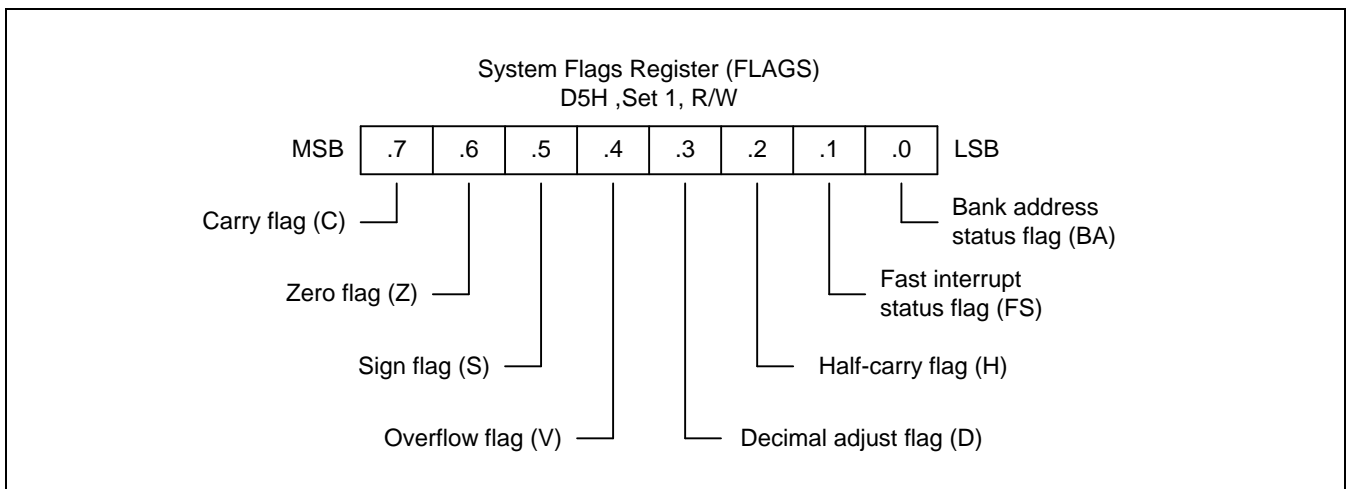 System Flags Register (FLAGS)
D5H ,Set 1, R/W
MSB .7 .6 .5 .4 .3 .2 .1 .0 LSB
Carry flag (C)
Bank address
status flag (BA)
Zero flag (Z)
Fast interrupt
status flag (FS)
Sign flag (S)
Half-carry flag (H)
Overflow flag (V)
Decimal adjust flag (D)